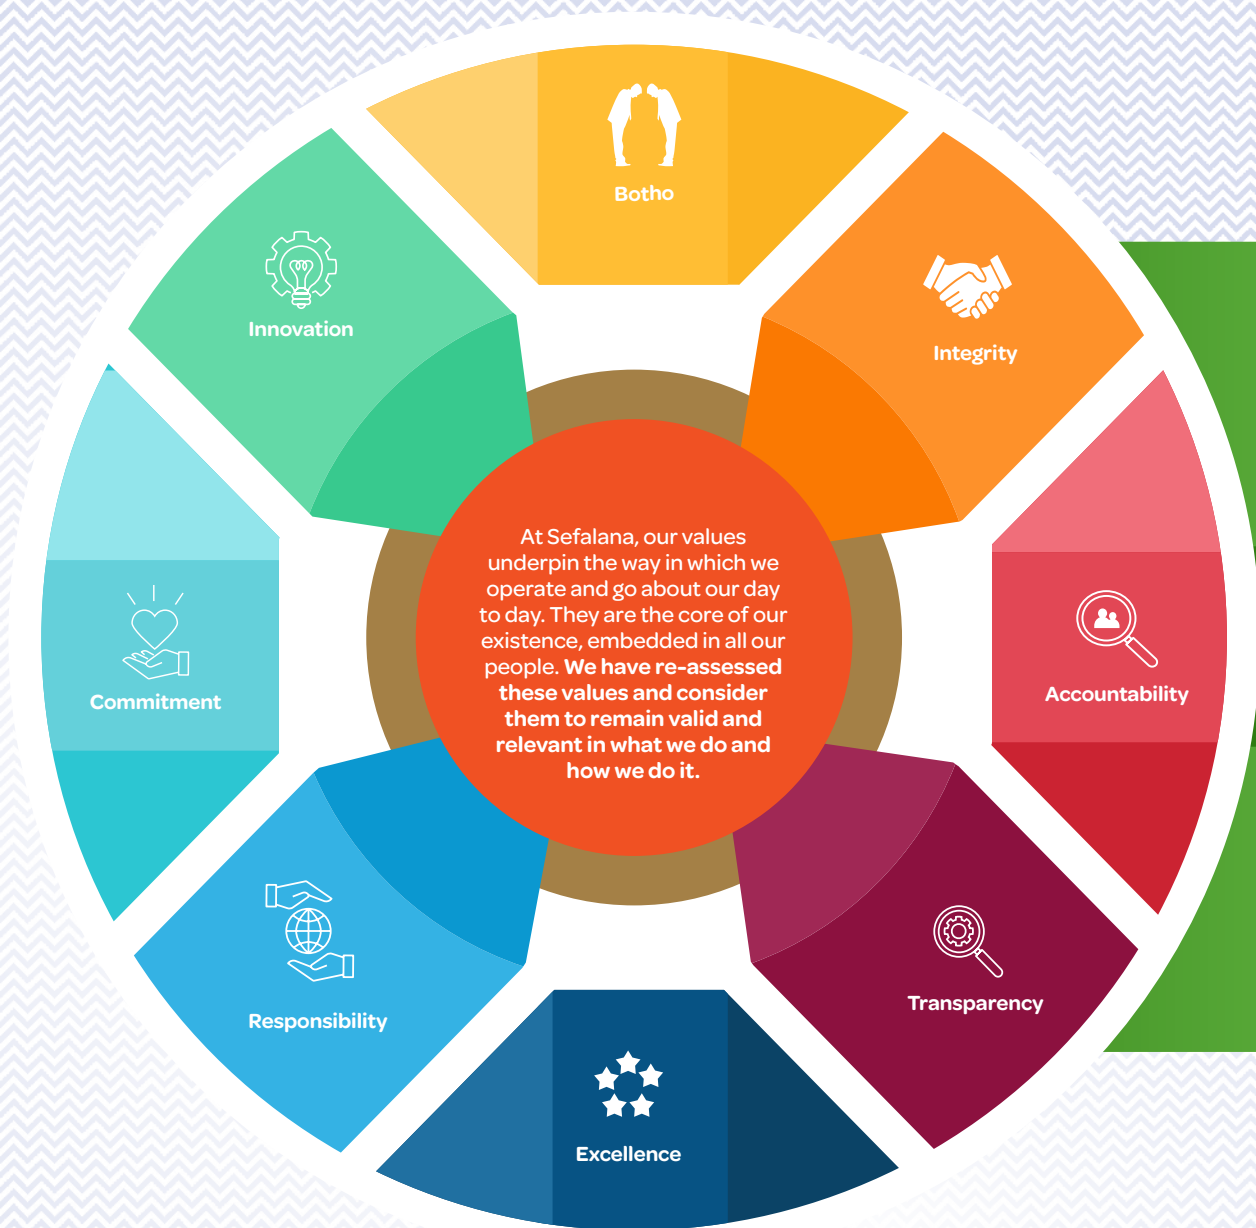 Botho
Integrity
Accountability
Transparency
Excellence
Responsibility
Commitment
Innovation
At Sefalana, our values
underpin the way in which we
operate and go about our day
to day. They are the core of our
existence, embedded in all our
people. We have re-assessed
these values and consider
them to remain valid and
relevant in what we do and
how we do it.